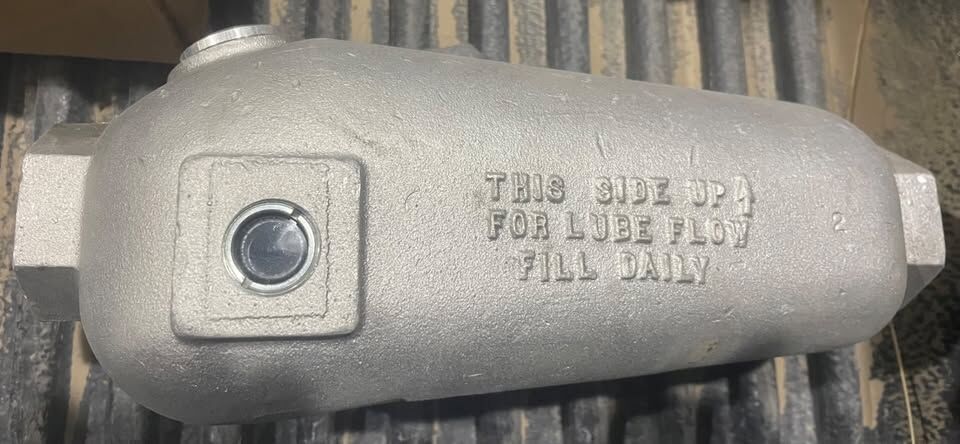 THIS SIDE UP ↑
FOR LUBE FLOW
FILL DAILY
2